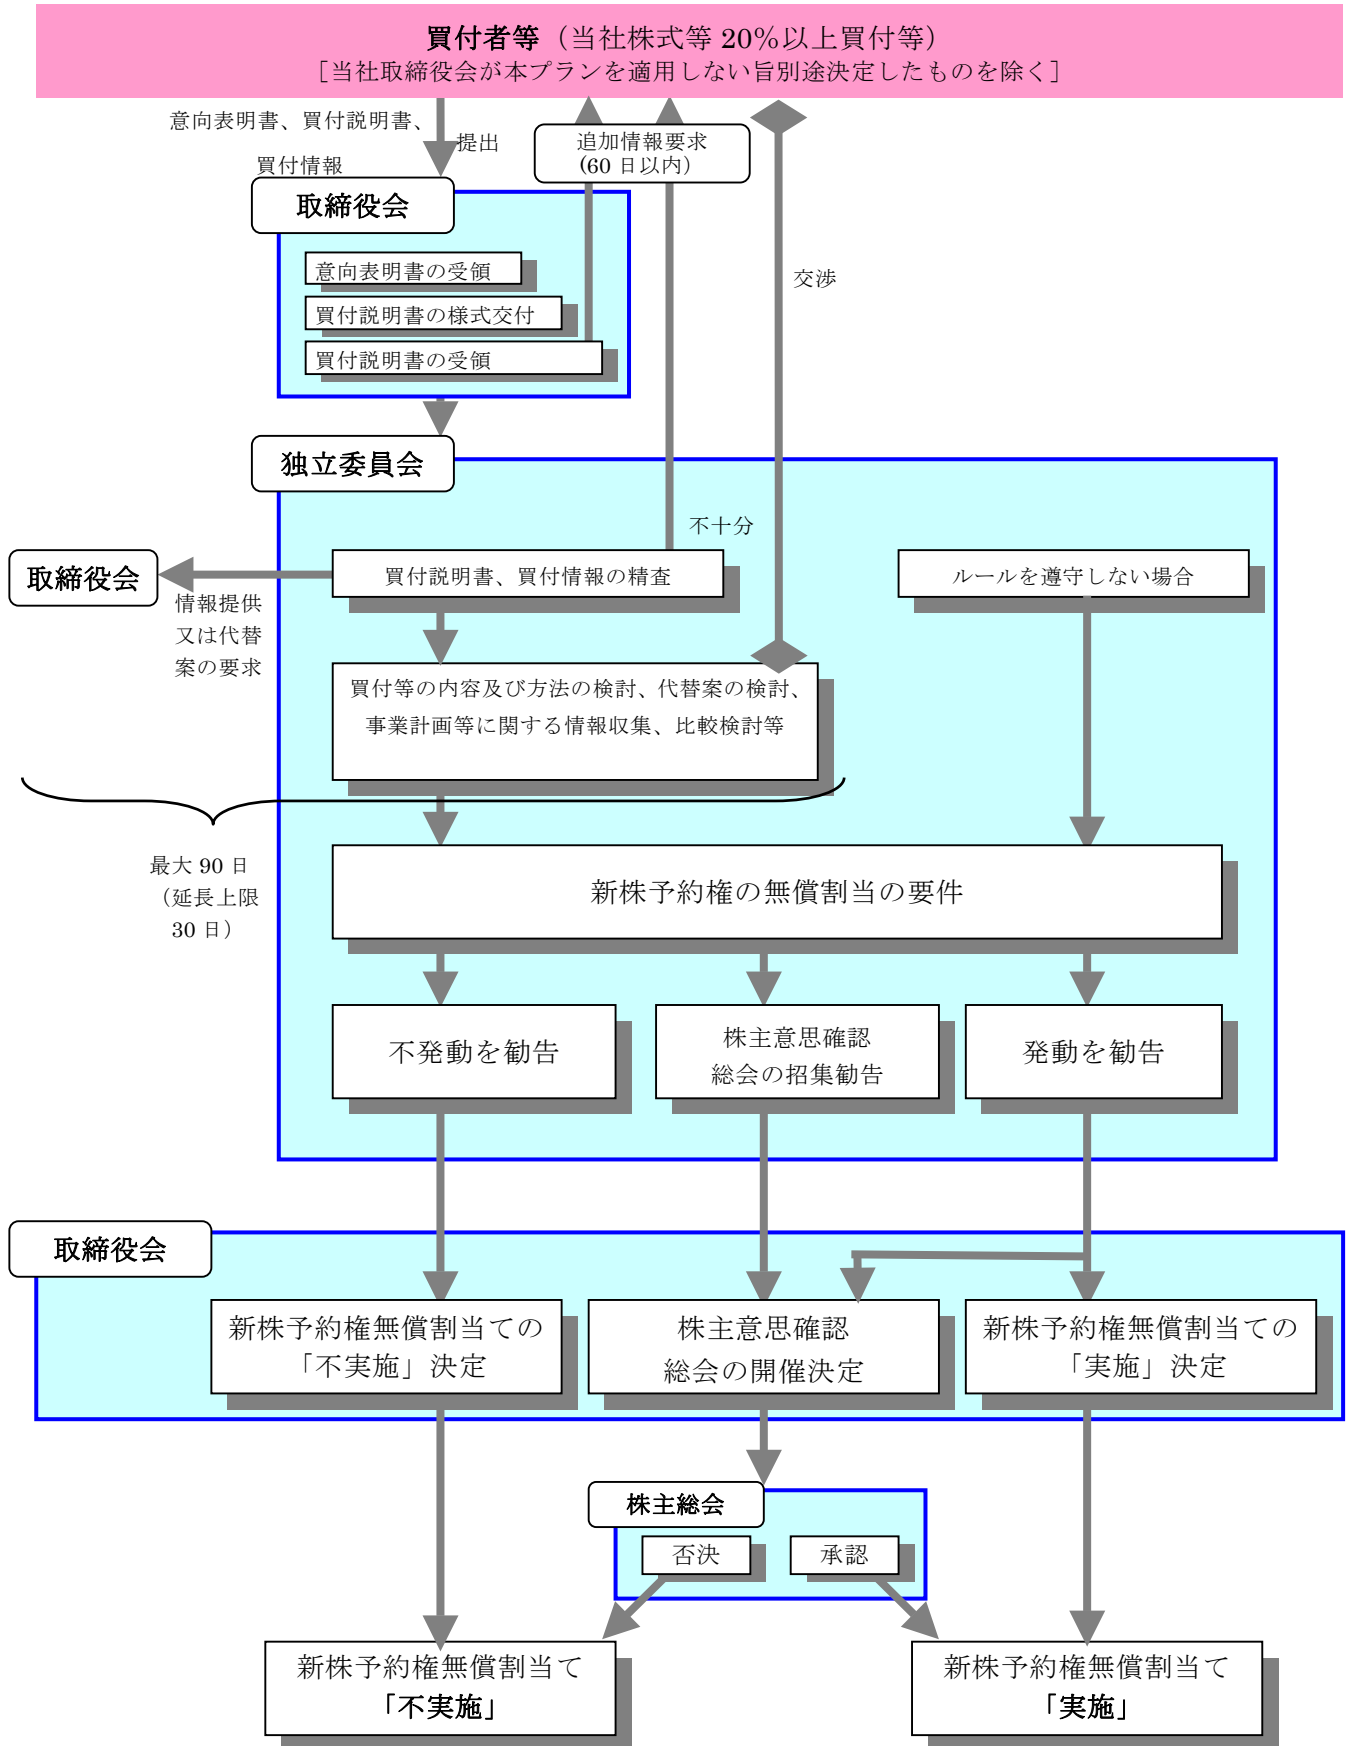 買付者等（当社株式等 20％以上買付等）
［当社取締役会が本プランを適用しない旨別途決定したものを除く］
意向表明書、買付説明書、
買付情報
提出
追加情報要求
(60 日以内）
取締役会
意向表明書の受領
買付説明書の様式交付
買付説明書の受領
交渉
独立委員会
不十分
買付説明書、買付情報の精査
ルールを遵守しない場合
取締役会
情報提供
又は代替
案の要求
買付等の内容及び方法の検討、代替案の検討、
事業計画等に関する情報収集、比較検討等
最大 90 日
（延長上限
30 日）
新株予約権の無償割当の要件
不発動を勧告
株主意思確認
総会の招集勧告
発動を勧告
取締役会
新株予約権無償割当ての
「不実施」決定
株主意思確認
総会の開催決定
新株予約権無償割当ての
「実施」決定
株主総会
否決
承認
新株予約権無償割当て
「不実施」
新株予約権無償割当て
「実施」